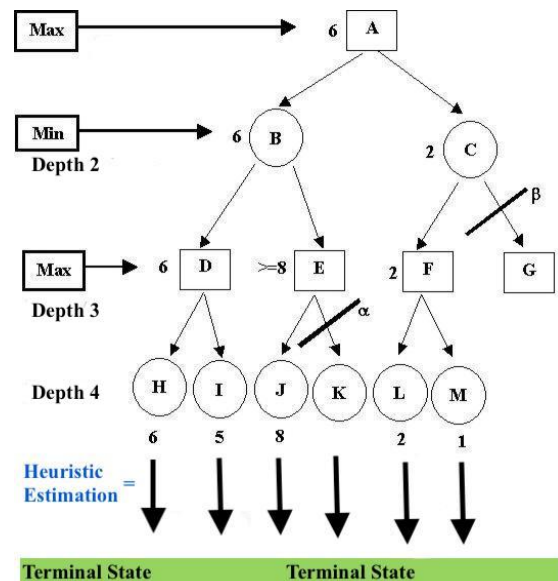 Max
6 A
Min
6 B
2 C
Depth 2
β
Max
6 D
>=8 E
2 F
G
Depth 3
α
Depth 4
H I J K L M
6 5 8 2 1
Heuristic
Estimation =
Terminal State Terminal State